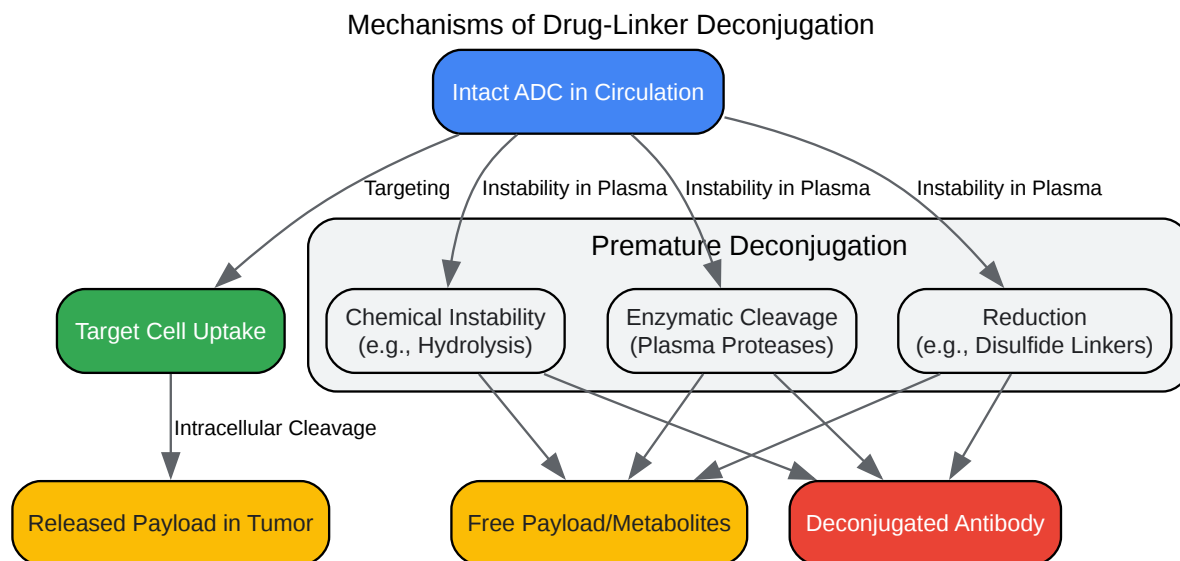 Mechanisms of Drug-Linker Deconjugation
Intact ADC in Circulation
Targeting
Instability in Plasma
Instability in Plasma
Instability in Plasma
Premature Deconjugation
Target Cell Uptake
Chemical Instability
(e.g., Hydrolysis)
Enzymatic Cleavage
(Plasma Proteases)
Reduction
(e.g., Disulfide Linkers)
Intracellular Cleavage
Released Payload in Tumor
Free Payload/Metabolites
Deconjugated Antibody